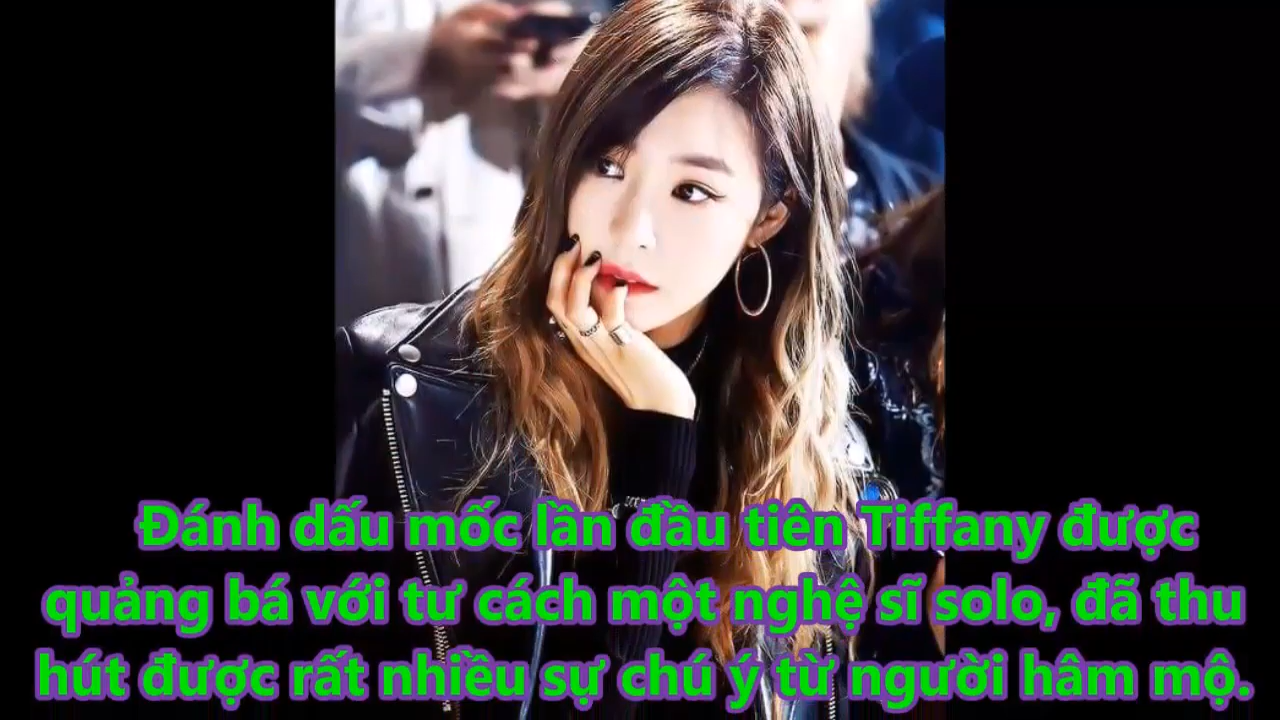 Đánh dấu mốc lần đầu tiên Tiffany được
quảng bá với tư cách một nghệ sĩ solo, đã thu
hút được rất nhiều sự chú ý từ người hâm mộ.